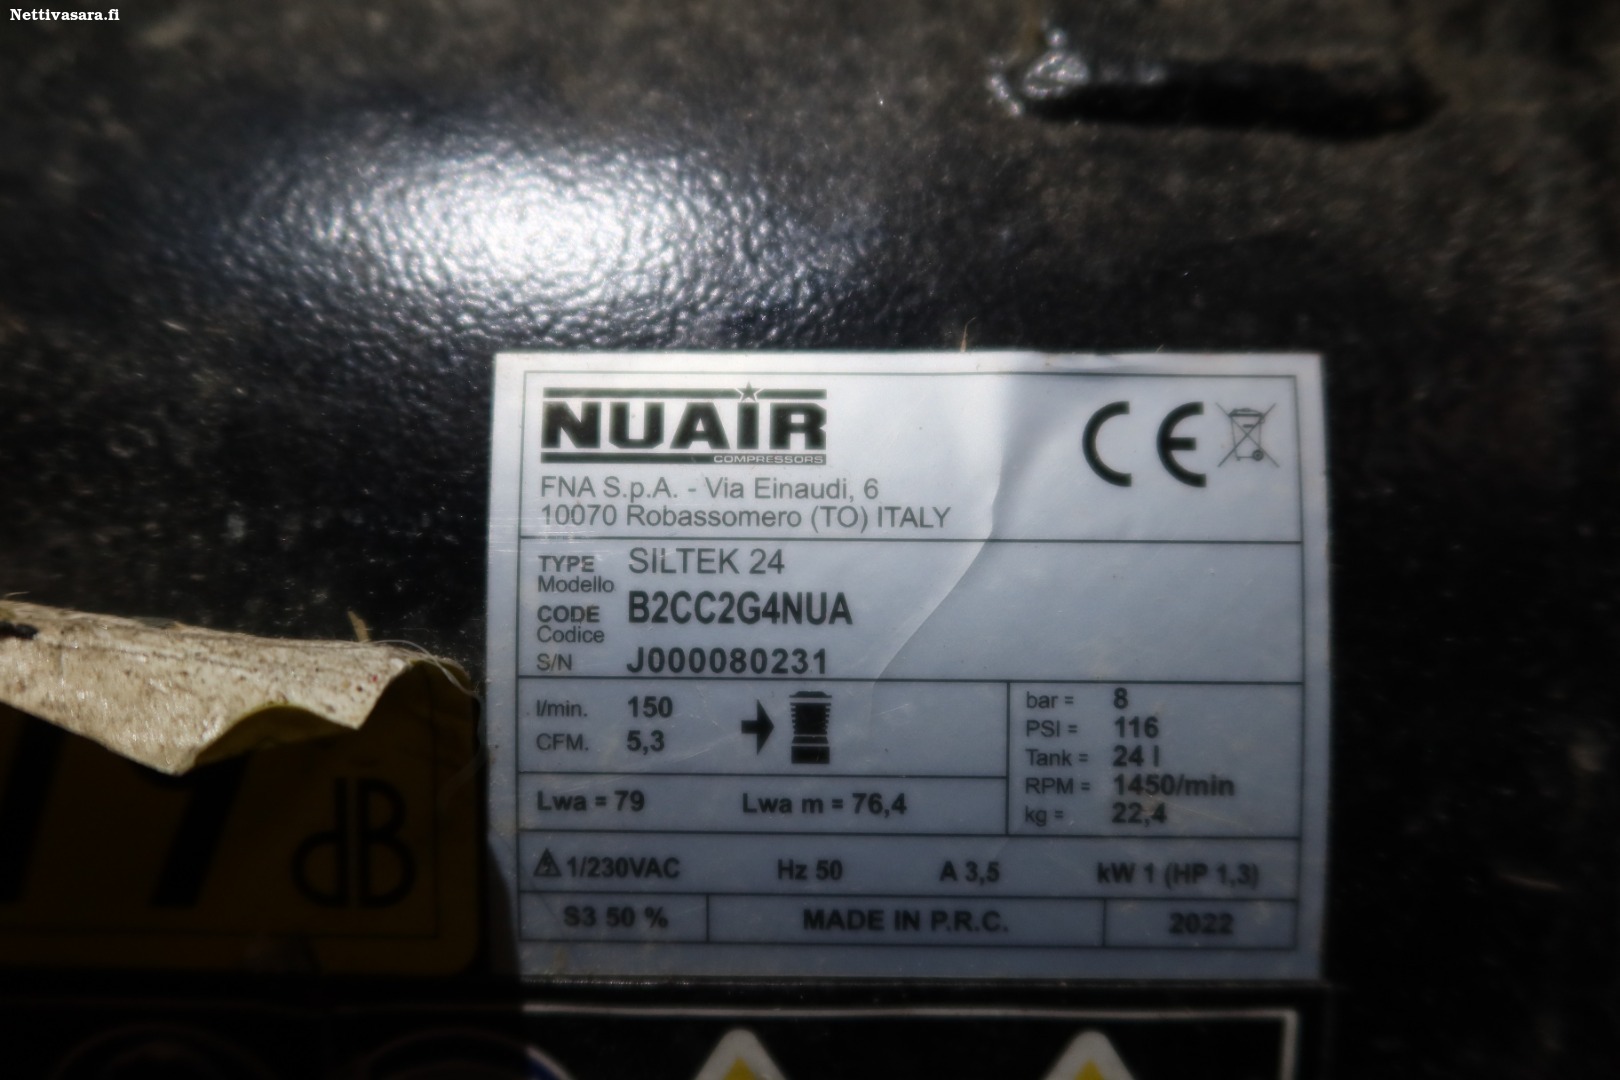 Nettivasara.fi
NUAIR
COMPRESSORS
CE
FNA S.p.A. - Via Einaudi, 6
10070 Robassomero (TO) ITALY
TYPE SILTEK 24
Modello
CODE B2CC2G4NUA
Codice
S/N J000080231
l/min. 150
CFM. 5,3
bar = 8
PSI = 116
Tank = 24 l
RPM = 1450/min
kg = 22,4
Lwa = 79 Lwa m = 76,4
1/230VAC Hz 50 A 3,5 kW 1 (HP 1,3)
S3 50 % MADE IN P.R.C. 2022
dB